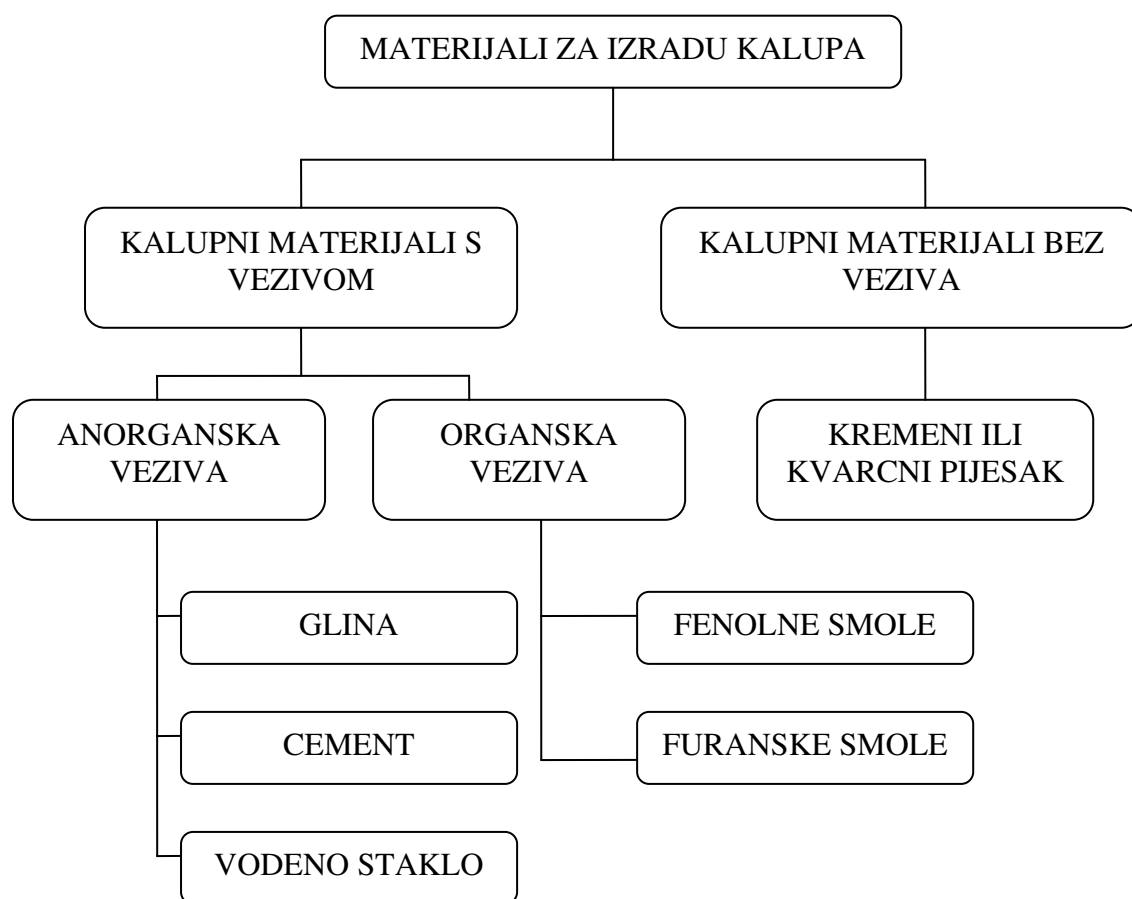 MATERIJALI ZA IZRADU KALUPA
KALUPNI MATERIJALI S
VEZIVOM
KALUPNI MATERIJALI BEZ
VEZIVA
ANORGANSKA
VEZIVA
ORGANSKA
VEZIVA
KREMENI ILI
KVARCNI PIJESAK
GLINA
FENOLNE SMOLE
CEMENT
FURANSKE SMOLE
VODENO STAKLO